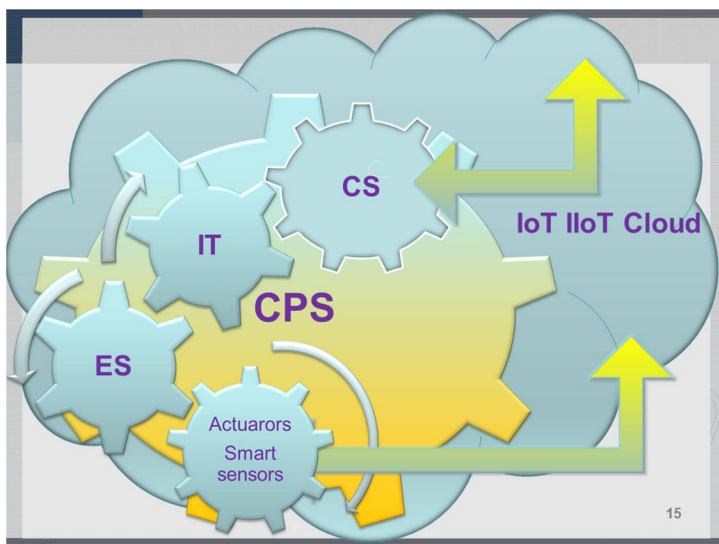 CS
IoT IIoT Cloud
IT
CPS
ES
Actuarors
Smart
sensors
15